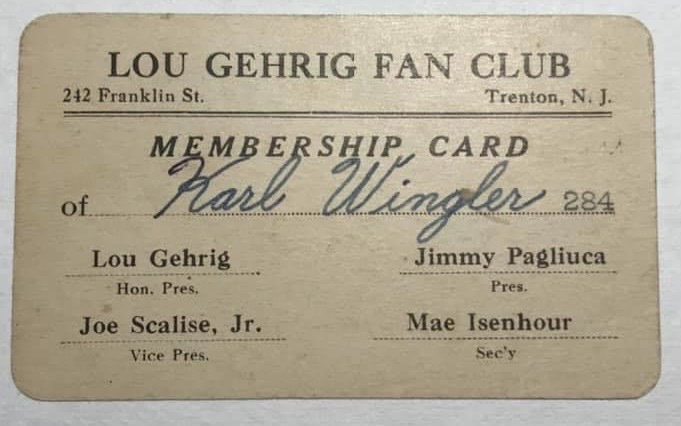 LOU GEHRIG FAN CLUB
242 Franklin St. Trenton, N. J.
MEMBERSHIP CARD
of Karl Wingler 284
Lou Gehrig Jimmy Pagliuca
Hon. Pres. Pres.
Joe Scalise, Jr. Mae Isenhour
Vice Pres. Sec'y